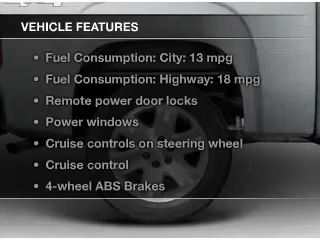 VEHICLE FEATURES
• Fuel Consumption: City: 13 mpg
• Fuel Consumption: Highway: 18 mpg
• Remote power door locks
• Power windows
• Cruise controls on steering wheel
• Cruise control
• 4-wheel ABS Brakes